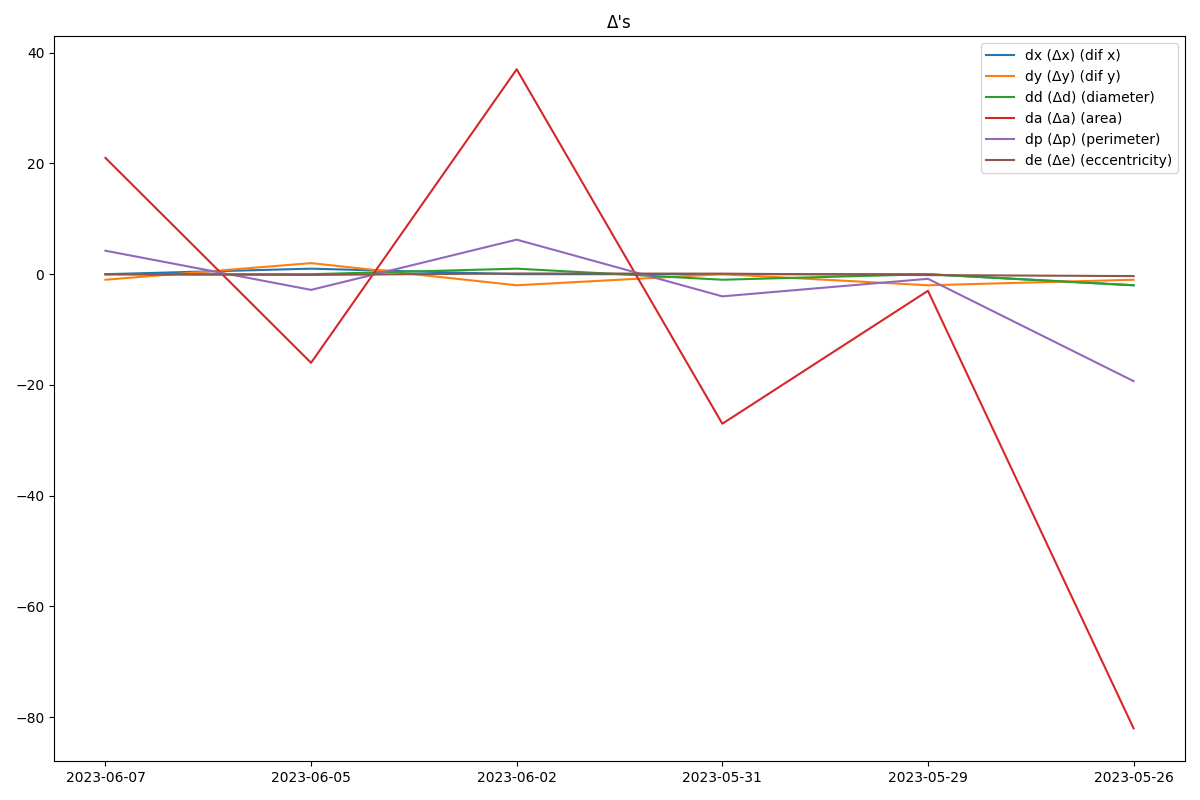 Δ's
dx (Δx) (dif x)
dy (Δy) (dif y)
dd (Δd) (diameter)
da (Δa) (area)
dp (Δp) (perimeter)
de (Δe) (eccentricity)
40
20
0
−20
−40
−60
−80
2023-06-07 2023-06-05 2023-06-02 2023-05-31 2023-05-29 2023-05-26